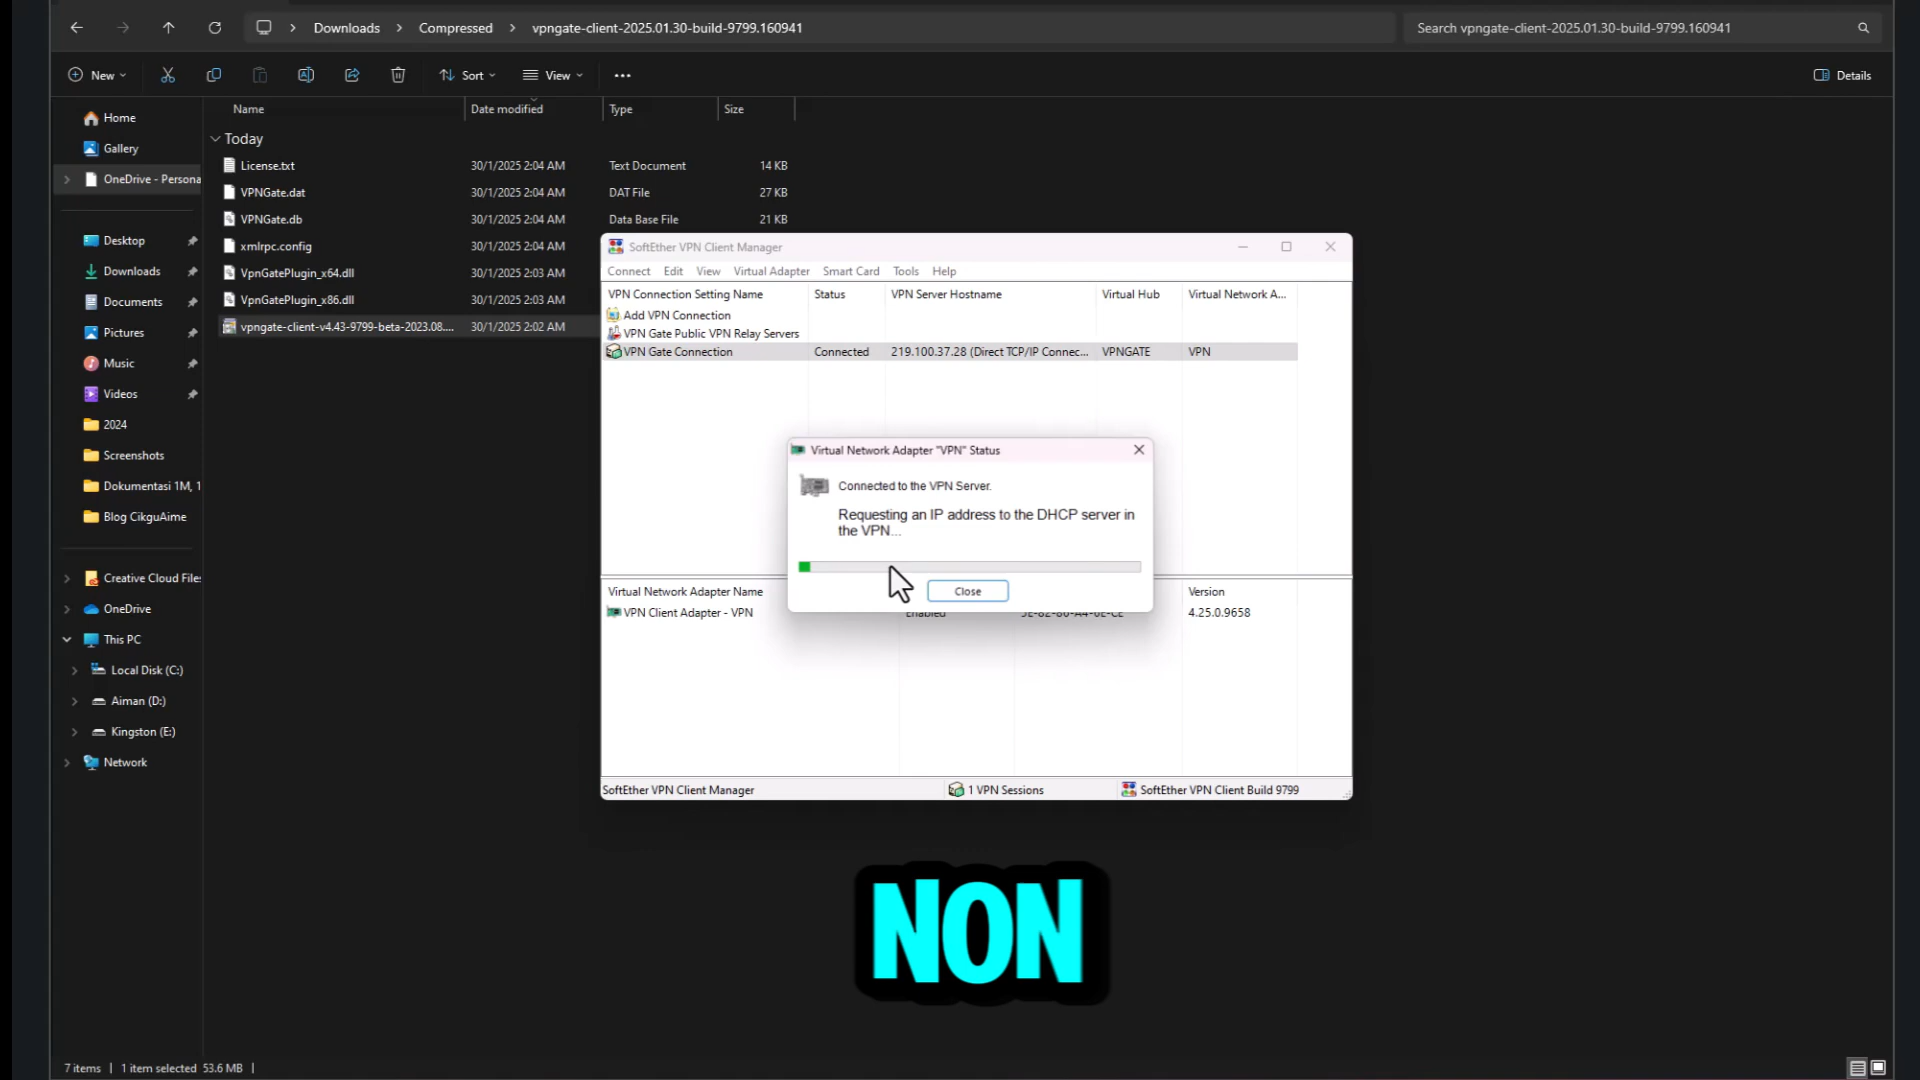 Downloads > Compressed > vpngate-client-2025.01.30-build-9799.160941
Search vpngate-client-2025.01.30-build-9799.160941
New
Sort
View
Details
Home
Gallery
OneDrive - Persona
Desktop
Downloads
Documents
Pictures
Music
Videos
2024
Screenshots
Dokumentasi 1M, 1
Blog CikguAime
Creative Cloud Files
OneDrive
This PC
Local Disk (C:)
Aiman (D:)
Kingston (E:)
Network
Name Date modified Type Size
Today
License.txt 30/1/2025 2:04 AM Text Document 14 KB
VPNGate.dat 30/1/2025 2:04 AM DAT File 27 KB
VPNGate.db 30/1/2025 2:04 AM Data Base File 21 KB
xmlrpc.config 30/1/2025 2:04 AM
VpnGatePlugin_x64.dll 30/1/2025 2:03 AM
VpnGatePlugin_x86.dll 30/1/2025 2:03 AM
vpngate-client-v4.43-9799-beta-2023.08.... 30/1/2025 2:02 AM
SoftEther VPN Client Manager
Connect Edit View Virtual Adapter Smart Card Tools Help
VPN Connection Setting Name Status VPN Server Hostname Virtual Hub Virtual Network A...
Add VPN Connection
VPN Gate Public VPN Relay Servers
VPN Gate Connection Connected 219.100.37.28 (Direct TCP/IP Connec... VPNGATE VPN
Virtual Network Adapter "VPN" Status
Connected to the VPN Server.
Requesting an IP address to the DHCP server in
the VPN...
Close
Virtual Network Adapter Name Version
VPN Client Adapter - VPN Enabled 4.25.0.9658
SoftEther VPN Client Manager 1 VPN Sessions SoftEther VPN Client Build 9799
NON
7 items | 1 item selected 53.6 MB |